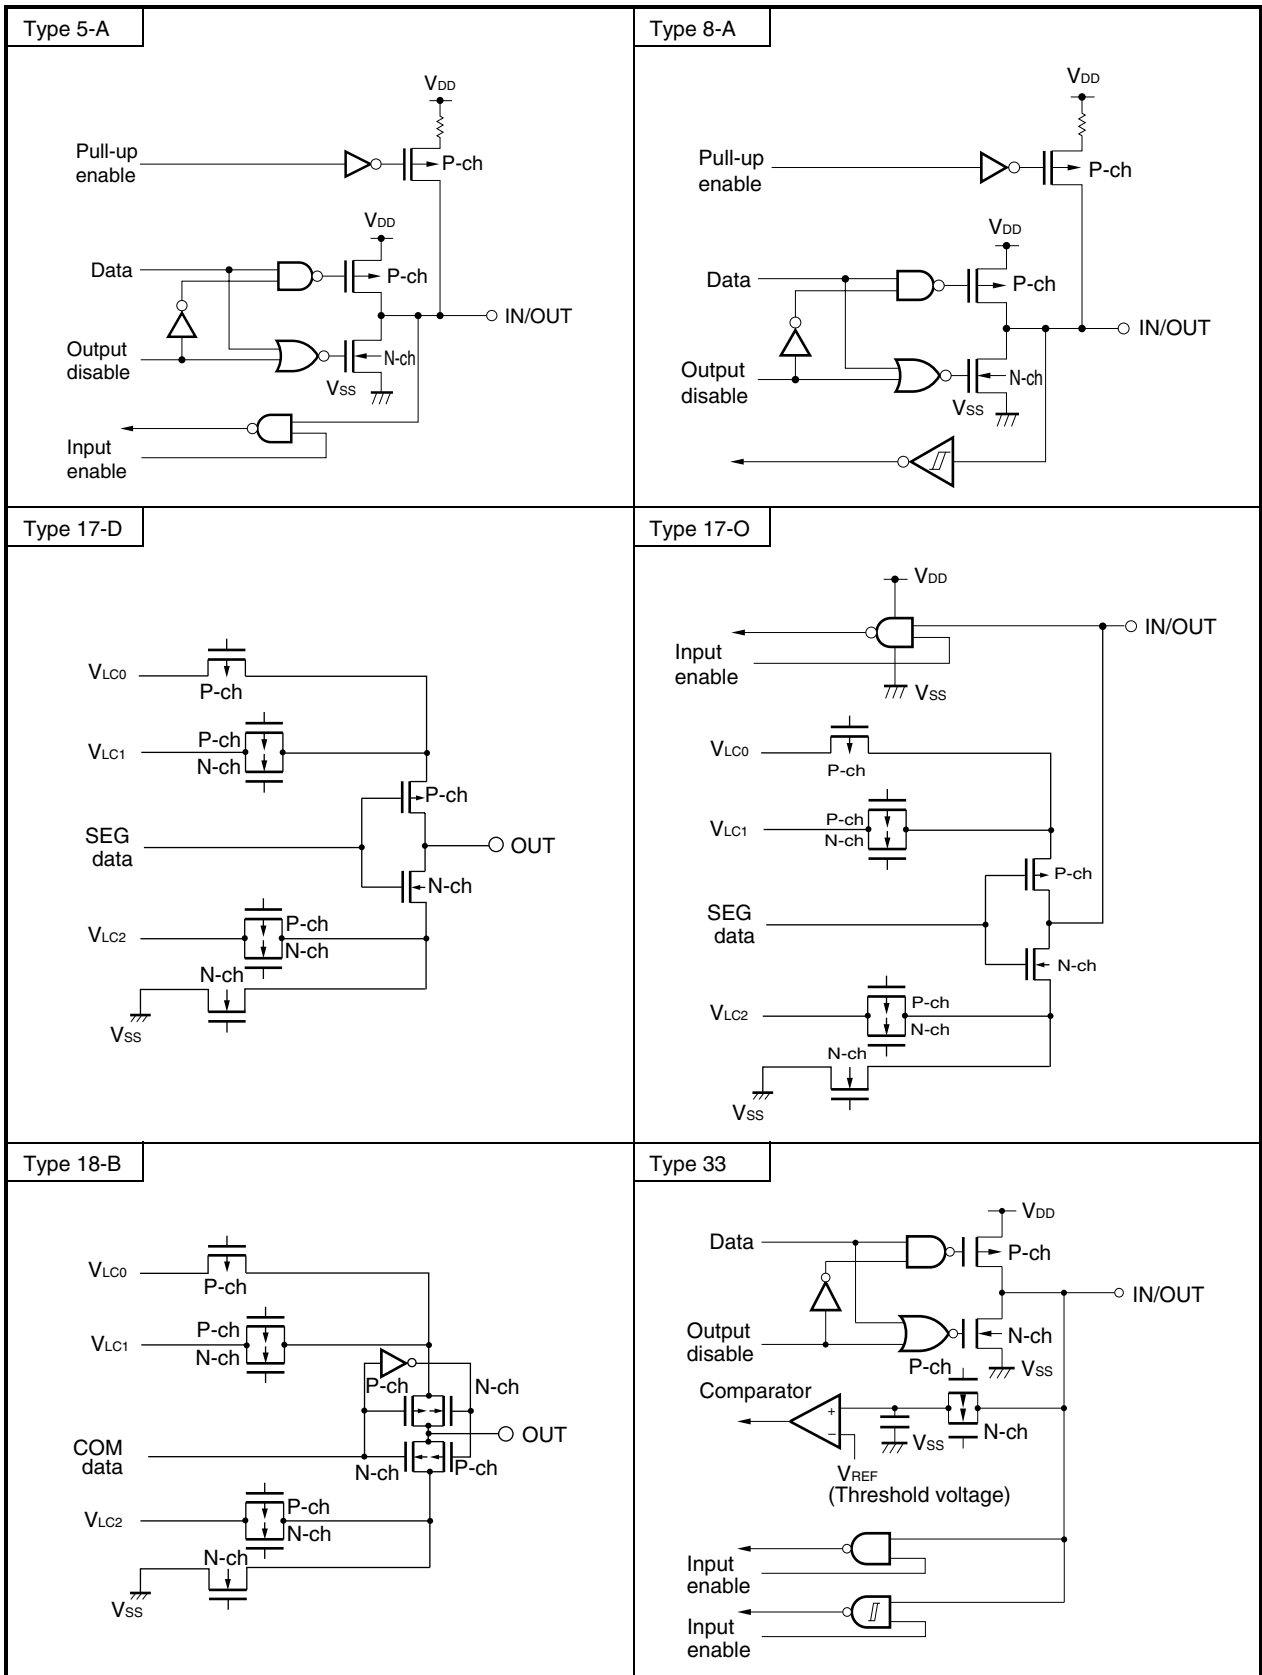 Type 5-A
VDD
Pull-up
enable
P-ch
VDD
Data
P-ch
IN/OUT
Output
disable
N-ch
VSS
Input
enable
Type 8-A
VDD
Pull-up
enable
P-ch
VDD
Data
P-ch
IN/OUT
Output
disable
N-ch
VSS
Type 17-D
VLC0
P-ch
VLC1
P-ch
N-ch
P-ch
SEG
data
OUT
N-ch
VLC2
P-ch
N-ch
N-ch
VSS
Type 17-O
VDD
IN/OUT
Input
enable
VSS
VLC0
P-ch
VLC1
P-ch
N-ch
P-ch
SEG
data
N-ch
VLC2
P-ch
N-ch
N-ch
VSS
Type 18-B
VLC0
P-ch
VLC1
P-ch
N-ch
P-ch
N-ch
OUT
COM
data
N-ch
P-ch
VLC2
P-ch
N-ch
N-ch
VSS
Type 33
VDD
Data
P-ch
IN/OUT
Output
disable
N-ch
P-ch
VSS
Comparator
+
−
N-ch
VSS
VREF
(Threshold voltage)
Input
enable
Input
enable